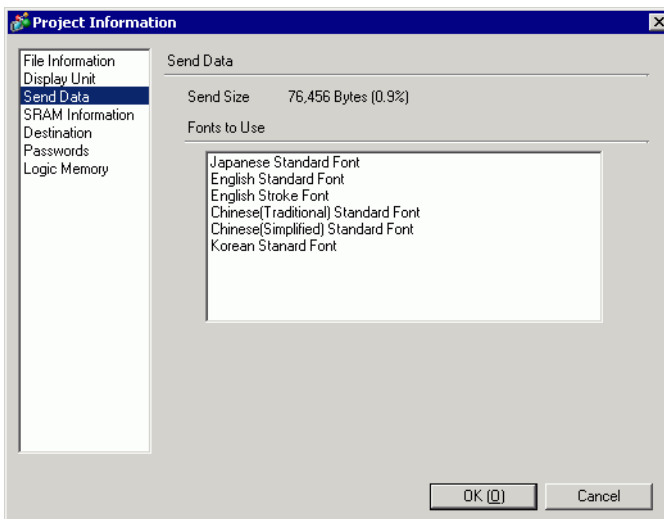 Project Information
File Information
Display Unit
Send Data
SRAM Information
Destination
Passwords
Logic Memory
Send Data
Send Size 76,456 Bytes (0.9%)
Fonts to Use
Japanese Standard Font
English Standard Font
English Stroke Font
Chinese(Traditional) Standard Font
Chinese(Simplified) Standard Font
Korean Stanard Font
OK (O) Cancel